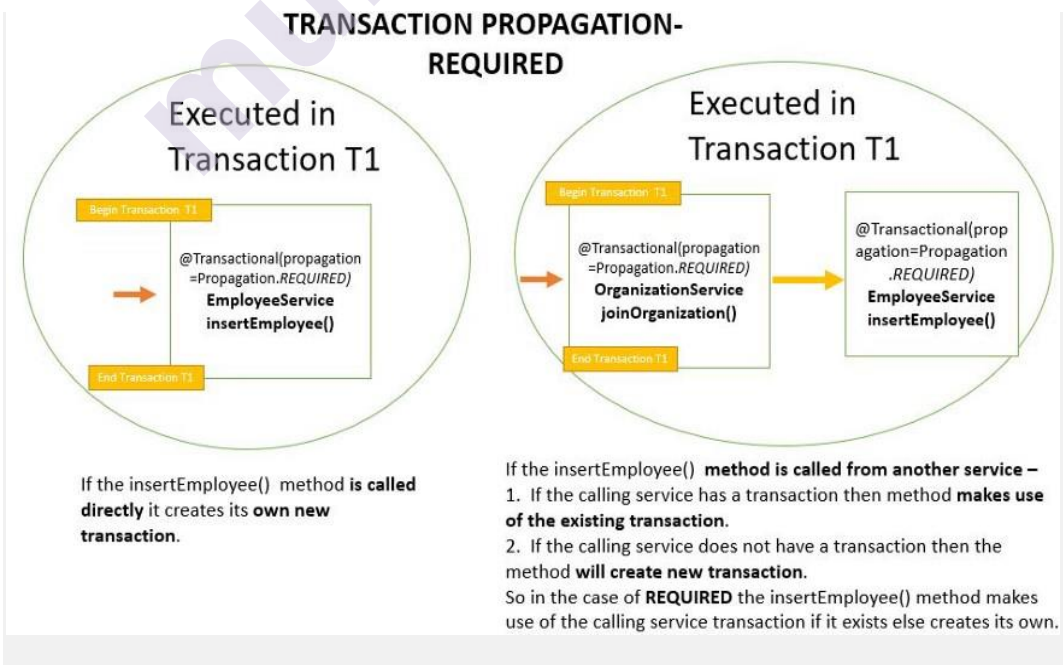 TRANSACTION PROPAGATION-
REQUIRED
Executed in
Transaction T1
Begin Transaction T1
@Transactional(propagation
=Propagation.REQUIRED)
EmployeeService
insertEmployee()
End Transaction T1
If the insertEmployee() method is called
directly it creates its own new
transaction.
Executed in
Transaction T1
Begin Transaction T1
@Transactional(propagation
=Propagation.REQUIRED)
OrganizationService
joinOrganization()
End Transaction T1
@Transactional(prop
agation=Propagation
.REQUIRED)
EmployeeService
insertEmployee()
If the insertEmployee() method is called from another service –
1. If the calling service has a transaction then method makes use
of the existing transaction.
2. If the calling service does not have a transaction then the
method will create new transaction.
So in the case of REQUIRED the insertEmployee() method makes
use of the calling service transaction if it exists else creates its own.